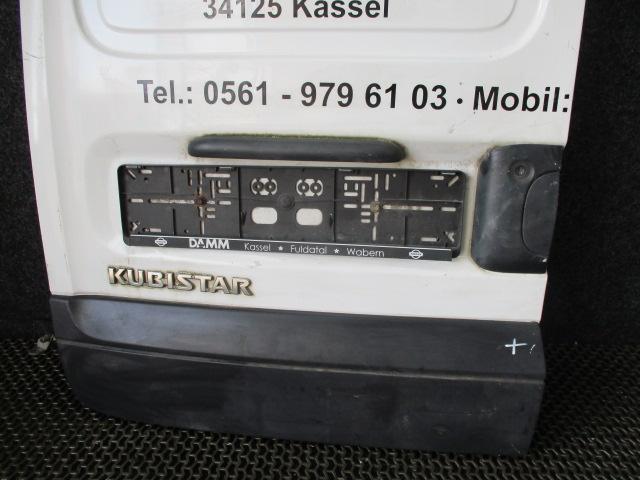 34125 Kassel
Tel.: 0561 - 979 61 03 · Mobil:
DAMM Kassel ★ Fuldatal ★ Wabern
KUBISTAR